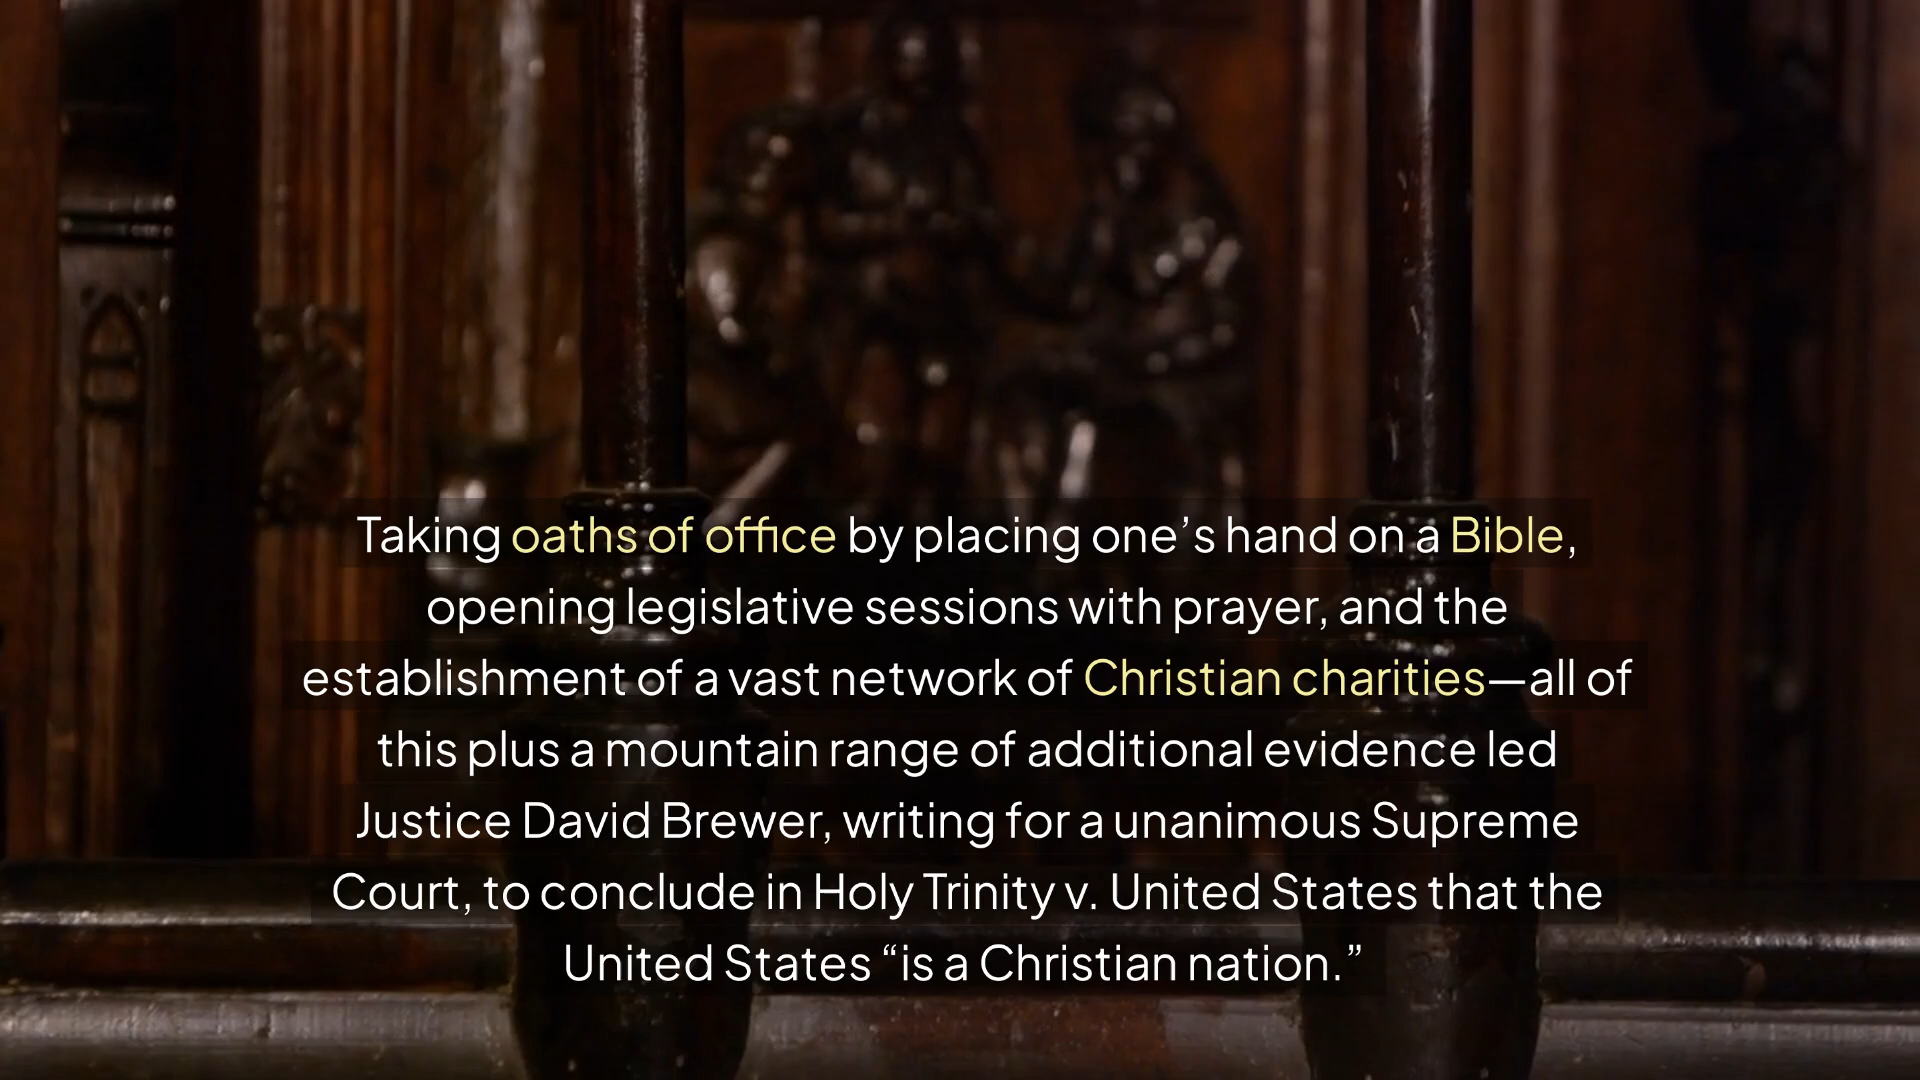 Taking oaths of office by placing one’s hand on a Bible,
opening legislative sessions with prayer, and the
establishment of a vast network of Christian charities—all of
this plus a mountain range of additional evidence led
Justice David Brewer, writing for a unanimous Supreme
Court, to conclude in Holy Trinity v. United States that the
United States “is a Christian nation.”